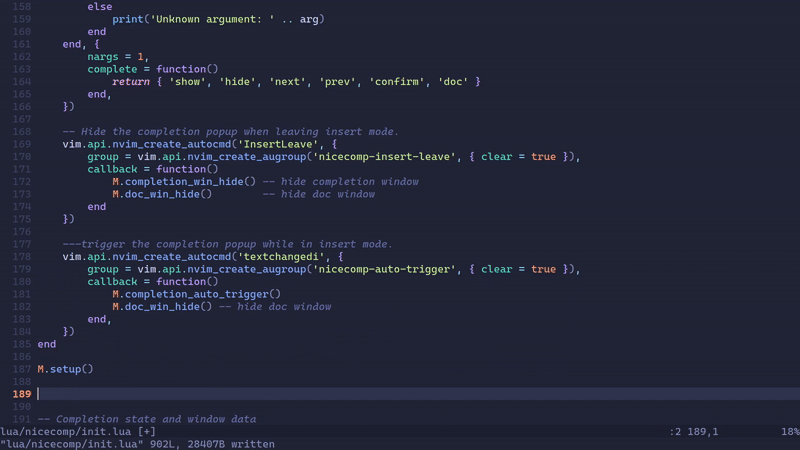 158         else
159             print('Unknown argument: ' .. arg)
160         end
161     end, {
162         nargs = 1,
163         complete = function()
164             return { 'show', 'hide', 'next', 'prev', 'confirm', 'doc' }
165         end,
166     })
167
168     -- Hide the completion popup when leaving insert mode.
169     vim.api.nvim_create_autocmd('InsertLeave', {
170         group = vim.api.nvim_create_augroup('nicecomp-insert-leave', { clear = true }),
171         callback = function()
172             M.completion_win_hide() -- hide completion window
173             M.doc_win_hide()        -- hide doc window
174         end
175     })
176
177     ---trigger the completion popup while in insert mode.
178     vim.api.nvim_create_autocmd('textchangedi', {
179         group = vim.api.nvim_create_augroup('nicecomp-auto-trigger', { clear = true }),
180         callback = function()
181             M.completion_auto_trigger()
182             M.doc_win_hide() -- hide doc window
183         end,
184     })
185 end
186
187 M.setup()
188
189
190
191 -- Completion state and window data
lua/nicecomp/init.lua [+] :2 189,1 18%
"lua/nicecomp/init.lua" 902L, 28407B written